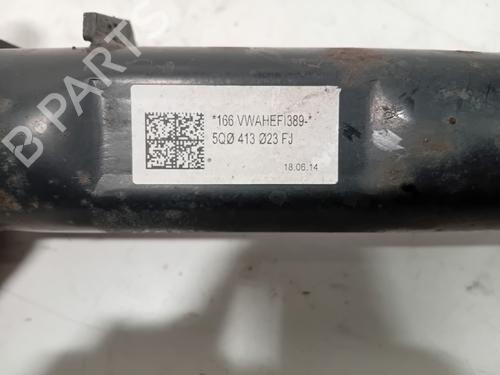 *166 VWAHEFI389-*
5QØ 413 Ø23 FJ
18.06.14
B-PARTS